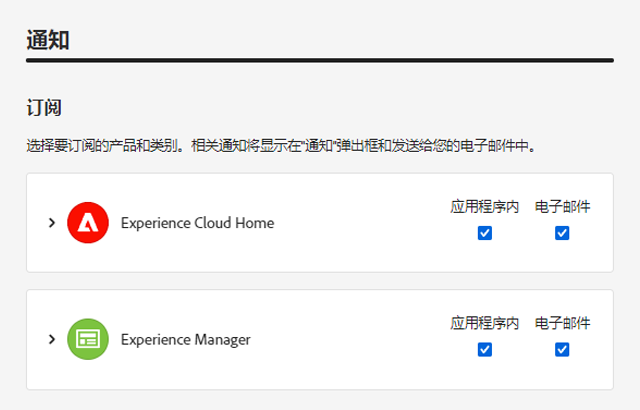 通知
订阅
选择要订阅的产品和类别。相关通知将显示在"通知"弹出框和发送给您的电子邮件中。
应用程序内 电子邮件
Experience Cloud Home
应用程序内 电子邮件
Experience Manager